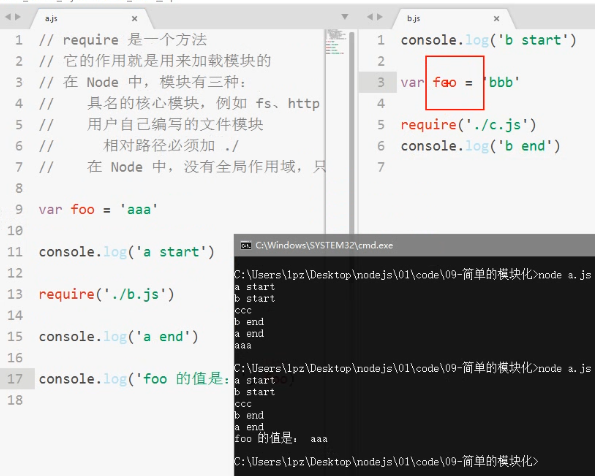 a.js
1 // require 是一个方法
2 // 它的作用就是用来加载模块的
3 // 在 Node 中，模块有三种：
4 //    具名的核心模块，例如 fs、http
5 //    用户自己编写的文件模块
6 //      相对路径必须加 ./
7 //    在 Node 中，没有全局作用域，只
8
9 var foo = 'aaa'
10
11 console.log('a start')
12
13 require('./b.js')
14
15 console.log('a end')
16
17 console.log('foo 的值是：
18
b.js
1 console.log('b start')
2
3 var foo = 'bbb'
4
5 require('./c.js')
6 console.log('b end')
7
C:\Windows\SYSTEM32\cmd.exe
C:\Users\lpz\Desktop\nodejs\01\code\09-简单的模块化>node a.js
a start
b start
ccc
b end
a end
aaa
C:\Users\lpz\Desktop\nodejs\01\code\09-简单的模块化>node a.js
a start
b start
ccc
b end
a end
foo 的值是： aaa
C:\Users\lpz\Desktop\nodejs\01\code\09-简单的模块化>